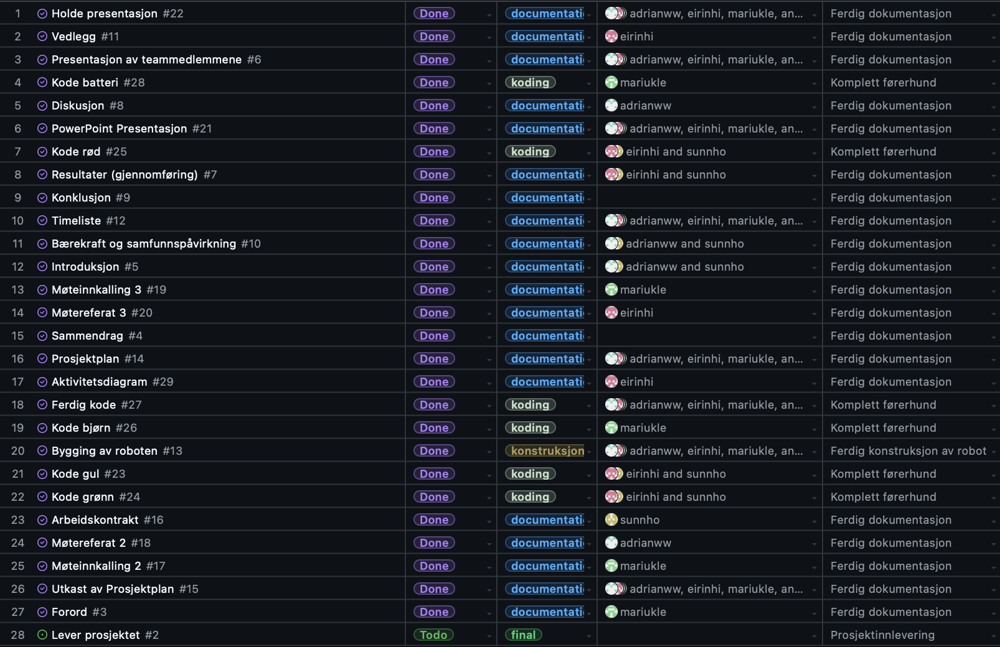 1 Holde presentasjon #22 Done documentati adrianww, eirinhi, mariukle, an... Ferdig dokumentasjon
2 Vedlegg #11 Done documentati eirinhi Ferdig dokumentasjon
3 Presentasjon av teammedlemmene #6 Done documentati adrianww, eirinhi, mariukle, an... Ferdig dokumentasjon
4 Kode batteri #28 Done koding mariukle Komplett førerhund
5 Diskusjon #8 Done documentati adrianww Ferdig dokumentasjon
6 PowerPoint Presentasjon #21 Done documentati adrianww, eirinhi, mariukle, an... Ferdig dokumentasjon
7 Kode rød #25 Done koding eirinhi and sunnho Komplett førerhund
8 Resultater (gjennomføring) #7 Done documentati eirinhi and sunnho Ferdig dokumentasjon
9 Konklusjon #9 Done documentati Ferdig dokumentasjon
10 Timeliste #12 Done documentati adrianww, eirinhi, mariukle, an... Ferdig dokumentasjon
11 Bærekraft og samfunnspåvirkning #10 Done documentati adrianww and sunnho Ferdig dokumentasjon
12 Introduksjon #5 Done documentati adrianww and sunnho Ferdig dokumentasjon
13 Møteinnkalling 3 #19 Done documentati mariukle Ferdig dokumentasjon
14 Møtereferat 3 #20 Done documentati eirinhi Ferdig dokumentasjon
15 Sammendrag #4 Done documentati Ferdig dokumentasjon
16 Prosjektplan #14 Done documentati adrianww, eirinhi, mariukle, an... Ferdig dokumentasjon
17 Aktivitetsdiagram #29 Done documentati eirinhi Ferdig dokumentasjon
18 Ferdig kode #27 Done koding adrianww, eirinhi, mariukle, an... Komplett førerhund
19 Kode bjørn #26 Done koding mariukle Komplett førerhund
20 Bygging av roboten #13 Done konstruksjon adrianww, eirinhi, mariukle, an... Ferdig konstruksjon av robot
21 Kode gul #23 Done koding eirinhi and sunnho Komplett førerhund
22 Kode grønn #24 Done koding eirinhi and sunnho Komplett førerhund
23 Arbeidskontrakt #16 Done documentati sunnho Ferdig dokumentasjon
24 Møtereferat 2 #18 Done documentati adrianww Ferdig dokumentasjon
25 Møteinnkalling 2 #17 Done documentati mariukle Ferdig dokumentasjon
26 Utkast av Prosjektplan #15 Done documentati adrianww, eirinhi, mariukle, an... Ferdig dokumentasjon
27 Forord #3 Done documentati mariukle Ferdig dokumentasjon
28 Lever prosjektet #2 Todo final Prosjektinnlevering